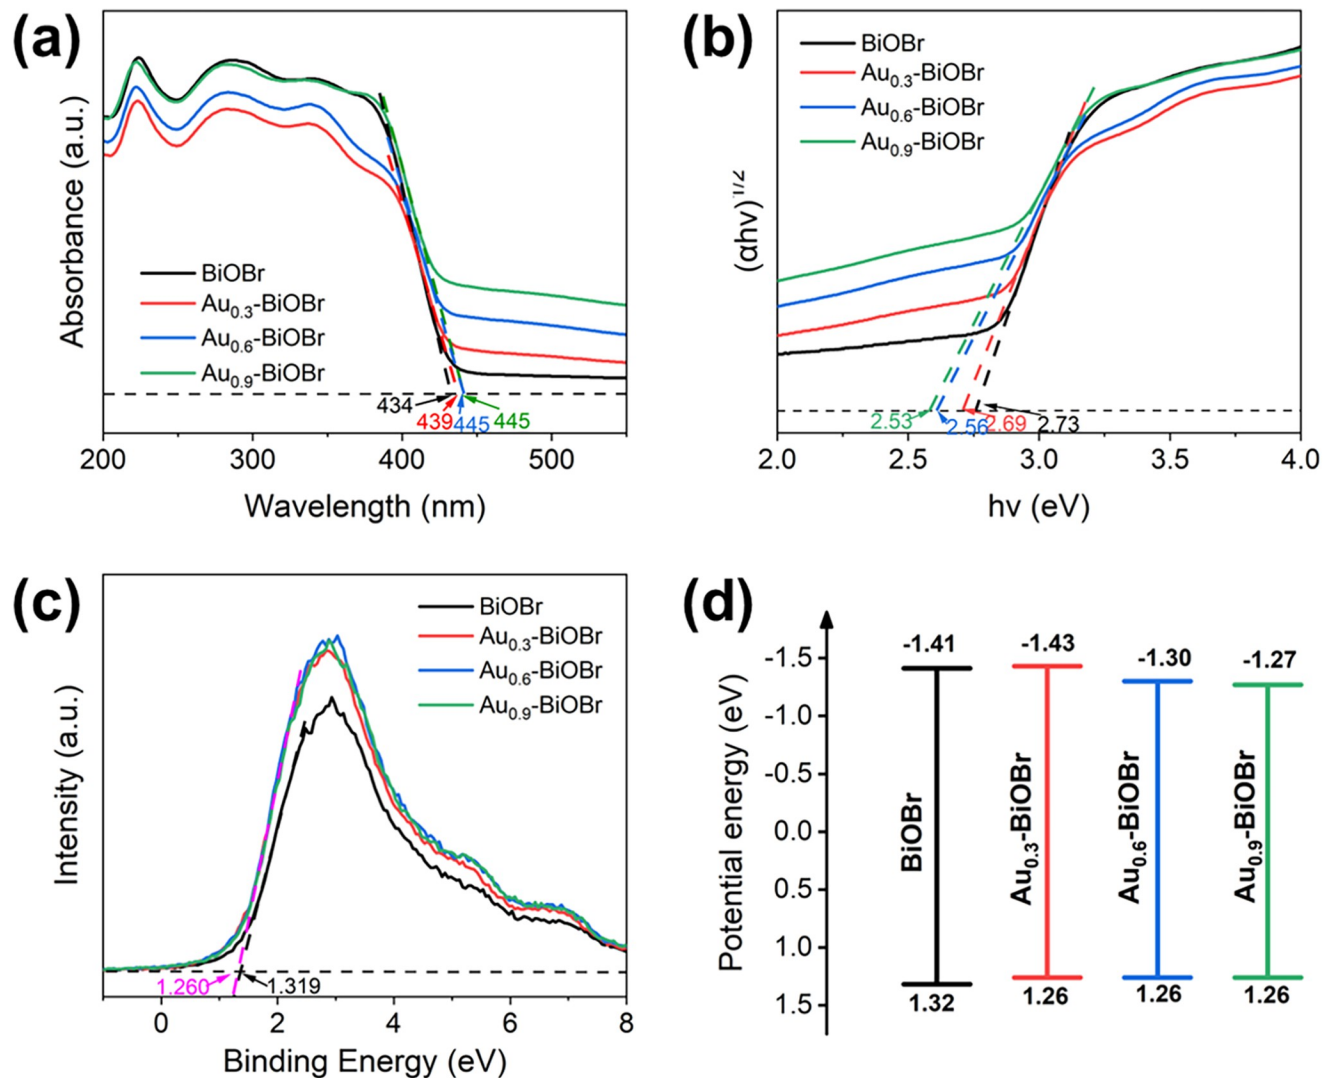 (a)
Absorbance (a.u.)
BiOBr
Au0.3-BiOBr
Au0.6-BiOBr
Au0.9-BiOBr
434
439
445
445
200
300
400
500
Wavelength (nm)
(b)
(αhν)1/2
BiOBr
Au0.3-BiOBr
Au0.6-BiOBr
Au0.9-BiOBr
2.53
2.56
2.69
2.73
2.0
2.5
3.0
3.5
4.0
hν (eV)
(c)
Intensity (a.u.)
BiOBr
Au0.3-BiOBr
Au0.6-BiOBr
Au0.9-BiOBr
1.260
1.319
0
2
4
6
8
Binding Energy (eV)
(d)
Potential energy (eV)
-1.5
-1.0
-0.5
0.0
0.5
1.0
1.5
-1.41
-1.43
-1.30
-1.27
BiOBr
Au0.3-BiOBr
Au0.6-BiOBr
Au0.9-BiOBr
1.32
1.26
1.26
1.26